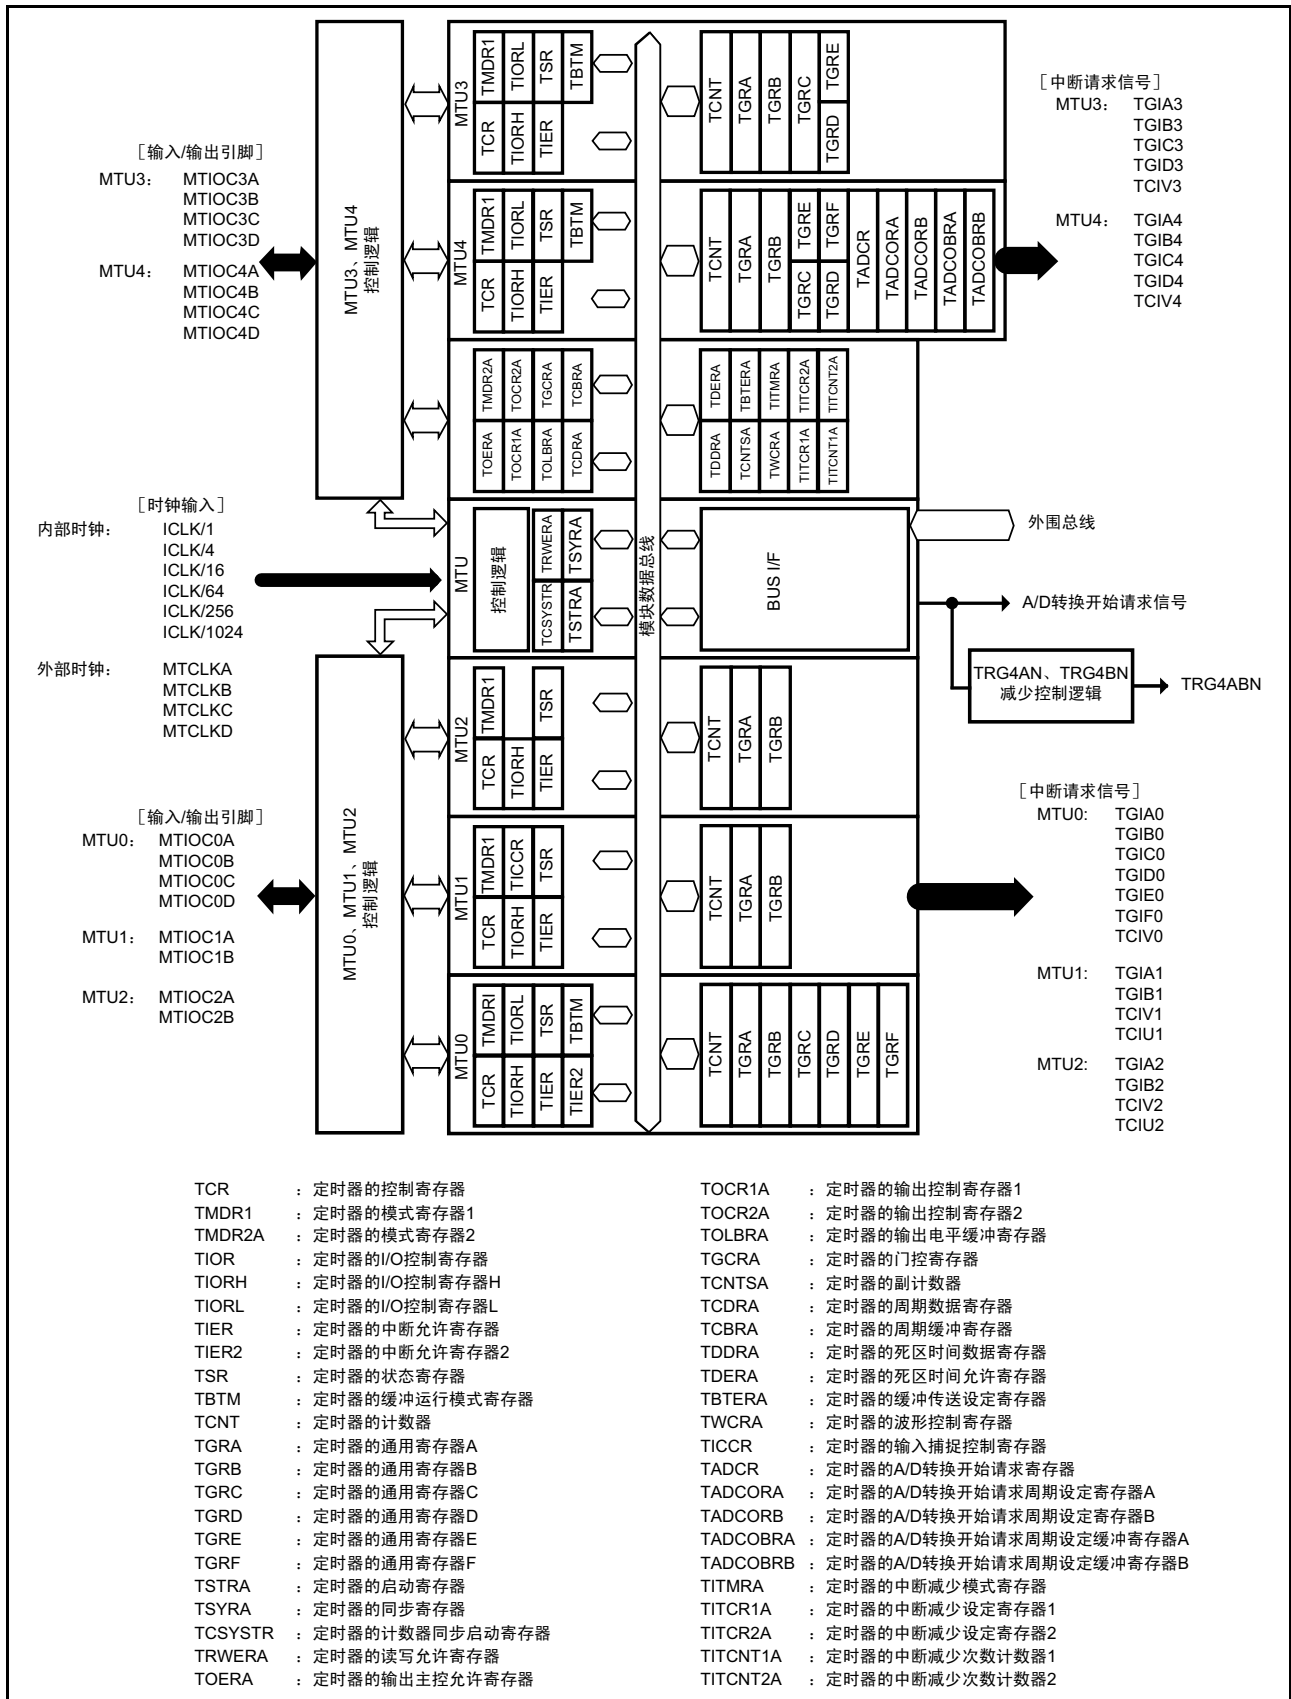 [输入/输出引脚]
MTU3： MTIOC3A
MTIOC3B
MTIOC3C
MTIOC3D
MTU4： MTIOC4A
MTIOC4B
MTIOC4C
MTIOC4D
[时钟输入]
内部时钟： ICLK/1
ICLK/4
ICLK/16
ICLK/64
ICLK/256
ICLK/1024
外部时钟： MTCLKA
MTCLKB
MTCLKC
MTCLKD
[输入/输出引脚]
MTU0： MTIOC0A
MTIOC0B
MTIOC0C
MTIOC0D
MTU1： MTIOC1A
MTIOC1B
MTU2： MTIOC2A
MTIOC2B
MTU3、MTU4
控制逻辑
MTU0、MTU1、MTU2
控制逻辑
MTU3
TMDR1 TIORL TSR TBTM
TCR TIORH TIER
TCNT TGRA TGRB TGRC TGRE
TGRD
MTU4
TMDR1 TIORL TSR TBTM
TCR TIORH TIER
TCNT TGRA TGRB TGRE TGRF TADCR TADCORA TADCORB TADCOBRA TADCOBRB
TGRC TGRD
TMDR2A TOCR2A TGCRA TCBRA
TOERA TOCR1A TOLBRA TCDRA
TDERA TBTERA TITMRA TITCR2A TITCNT2A
TDDRA TCNTSA TWCRA TITCR1A TITCNT1A
MTU
控制逻辑
TRWERA TSYRA
TCSYSTR TSTRA
模块数据总线
BUS I/F
MTU2
TMDR1 TSR
TCR TIORH TIER
TCNT TGRA TGRB
MTU1
TMDR1 TICCR TSR
TCR TIORH TIER
TCNT TGRA TGRB
MTU0
TMDRI TIORL TSR TBTM
TCR TIORH TIER TIER2
TCNT TGRA TGRB TGRC TGRD TGRE TGRF
[中断请求信号]
MTU3： TGIA3
TGIB3
TGIC3
TGID3
TCIV3
MTU4： TGIA4
TGIB4
TGIC4
TGID4
TCIV4
外围总线
A/D转换开始请求信号
TRG4AN、TRG4BN
减少控制逻辑
TRG4ABN
[中断请求信号]
MTU0: TGIA0
TGIB0
TGIC0
TGID0
TGIE0
TGIF0
TCIV0
MTU1: TGIA1
TGIB1
TCIV1
TCIU1
MTU2: TGIA2
TGIB2
TCIV2
TCIU2
TCR ：定时器的控制寄存器
TMDR1 ：定时器的模式寄存器1
TMDR2A ：定时器的模式寄存器2
TIOR ：定时器的I/O控制寄存器
TIORH ：定时器的I/O控制寄存器H
TIORL ：定时器的I/O控制寄存器L
TIER ：定时器的中断允许寄存器
TIER2 ：定时器的中断允许寄存器2
TSR ：定时器的状态寄存器
TBTM ：定时器的缓冲运行模式寄存器
TCNT ：定时器的计数器
TGRA ：定时器的通用寄存器A
TGRB ：定时器的通用寄存器B
TGRC ：定时器的通用寄存器C
TGRD ：定时器的通用寄存器D
TGRE ：定时器的通用寄存器E
TGRF ：定时器的通用寄存器F
TSTRA ：定时器的启动寄存器
TSYRA ：定时器的同步寄存器
TCSYSTR ：定时器的计数器同步启动寄存器
TRWERA ：定时器的读写允许寄存器
TOERA ：定时器的输出主控允许寄存器
TOCR1A ：定时器的输出控制寄存器1
TOCR2A ：定时器的输出控制寄存器2
TOLBRA ：定时器的输出电平缓冲寄存器
TGCRA ：定时器的门控寄存器
TCNTSA ：定时器的副计数器
TCDRA ：定时器的周期数据寄存器
TCBRA ：定时器的周期缓冲寄存器
TDDRA ：定时器的死区时间数据寄存器
TDERA ：定时器的死区时间允许寄存器
TBTERA ：定时器的缓冲传送设定寄存器
TWCRA ：定时器的波形控制寄存器
TICCR ：定时器的输入捕捉控制寄存器
TADCR ：定时器的A/D转换开始请求寄存器
TADCORA ：定时器的A/D转换开始请求周期设定寄存器A
TADCORB ：定时器的A/D转换开始请求周期设定寄存器B
TADCOBRA ：定时器的A/D转换开始请求周期设定缓冲寄存器A
TADCOBRB ：定时器的A/D转换开始请求周期设定缓冲寄存器B
TITMRA ：定时器的中断减少模式寄存器
TITCR1A ：定时器的中断减少设定寄存器1
TITCR2A ：定时器的中断减少设定寄存器2
TITCNT1A ：定时器的中断减少次数计数器1
TITCNT2A ：定时器的中断减少次数计数器2